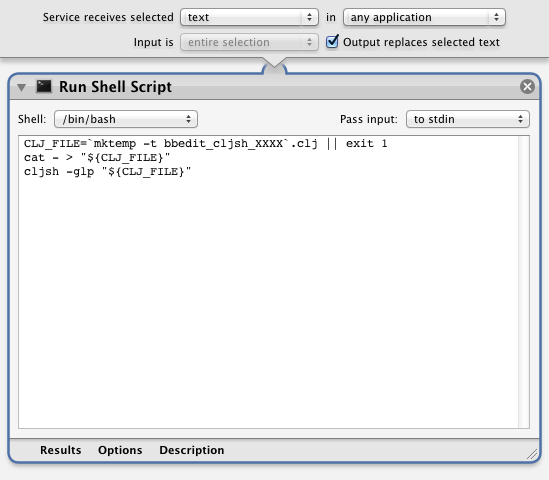 Service receives selected text in any application
Input is entire selection Output replaces selected text
Run Shell Script
Shell: /bin/bash Pass input: to stdin
CLJ_FILE=`mktemp -t bbedit_cljsh_XXXX`.clj || exit 1
cat - > "${CLJ_FILE}"
cljsh -glp "${CLJ_FILE}"
Results Options Description